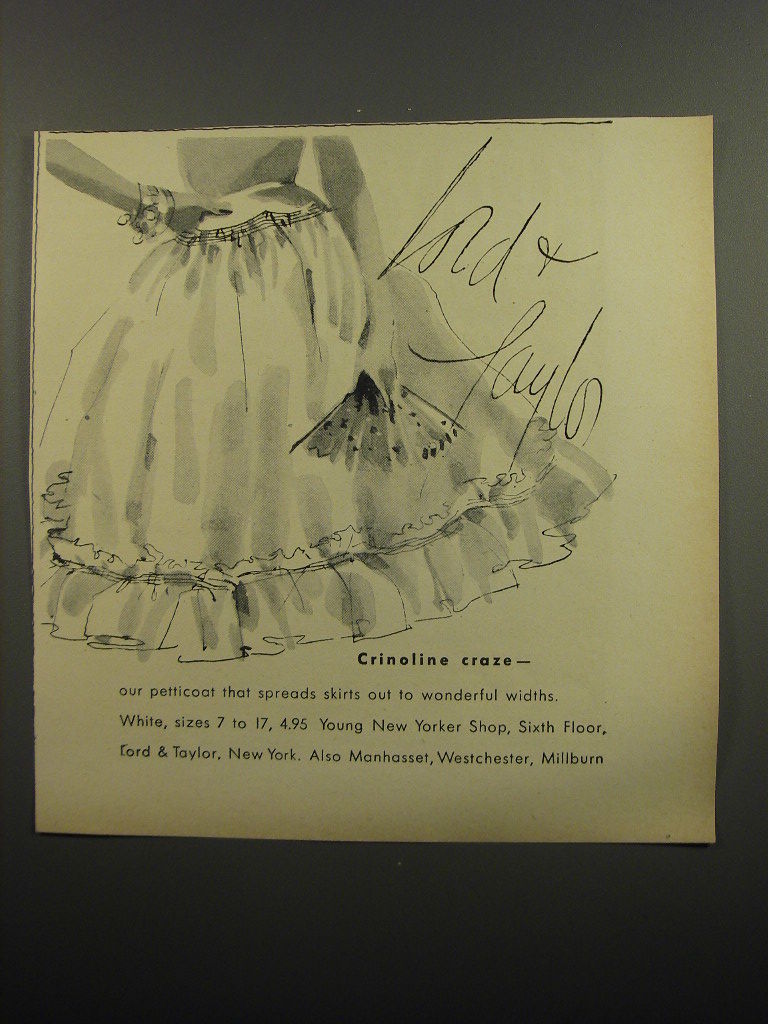 Lord &
Taylor
Crinoline craze—
our petticoat that spreads skirts out to wonderful widths.
White, sizes 7 to 17, 4.95 Young New Yorker Shop, Sixth Floor,
Lord & Taylor, New York. Also Manhasset, Westchester, Millburn